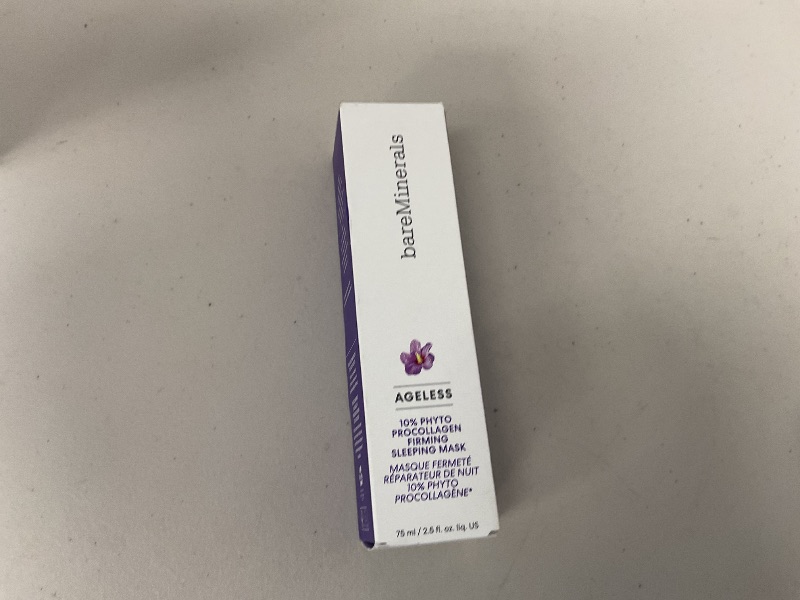 bareMinerals
AGELESS
10% PHYTO
PROCOLLAGEN
FIRMING
SLEEPING MASK
MASQUE FERMETÉ
RÉPARATEUR DE NUIT
10% PHYTO
PROCOLLAGÈNE*
75 ml / 2.5 fl. oz. liq. US